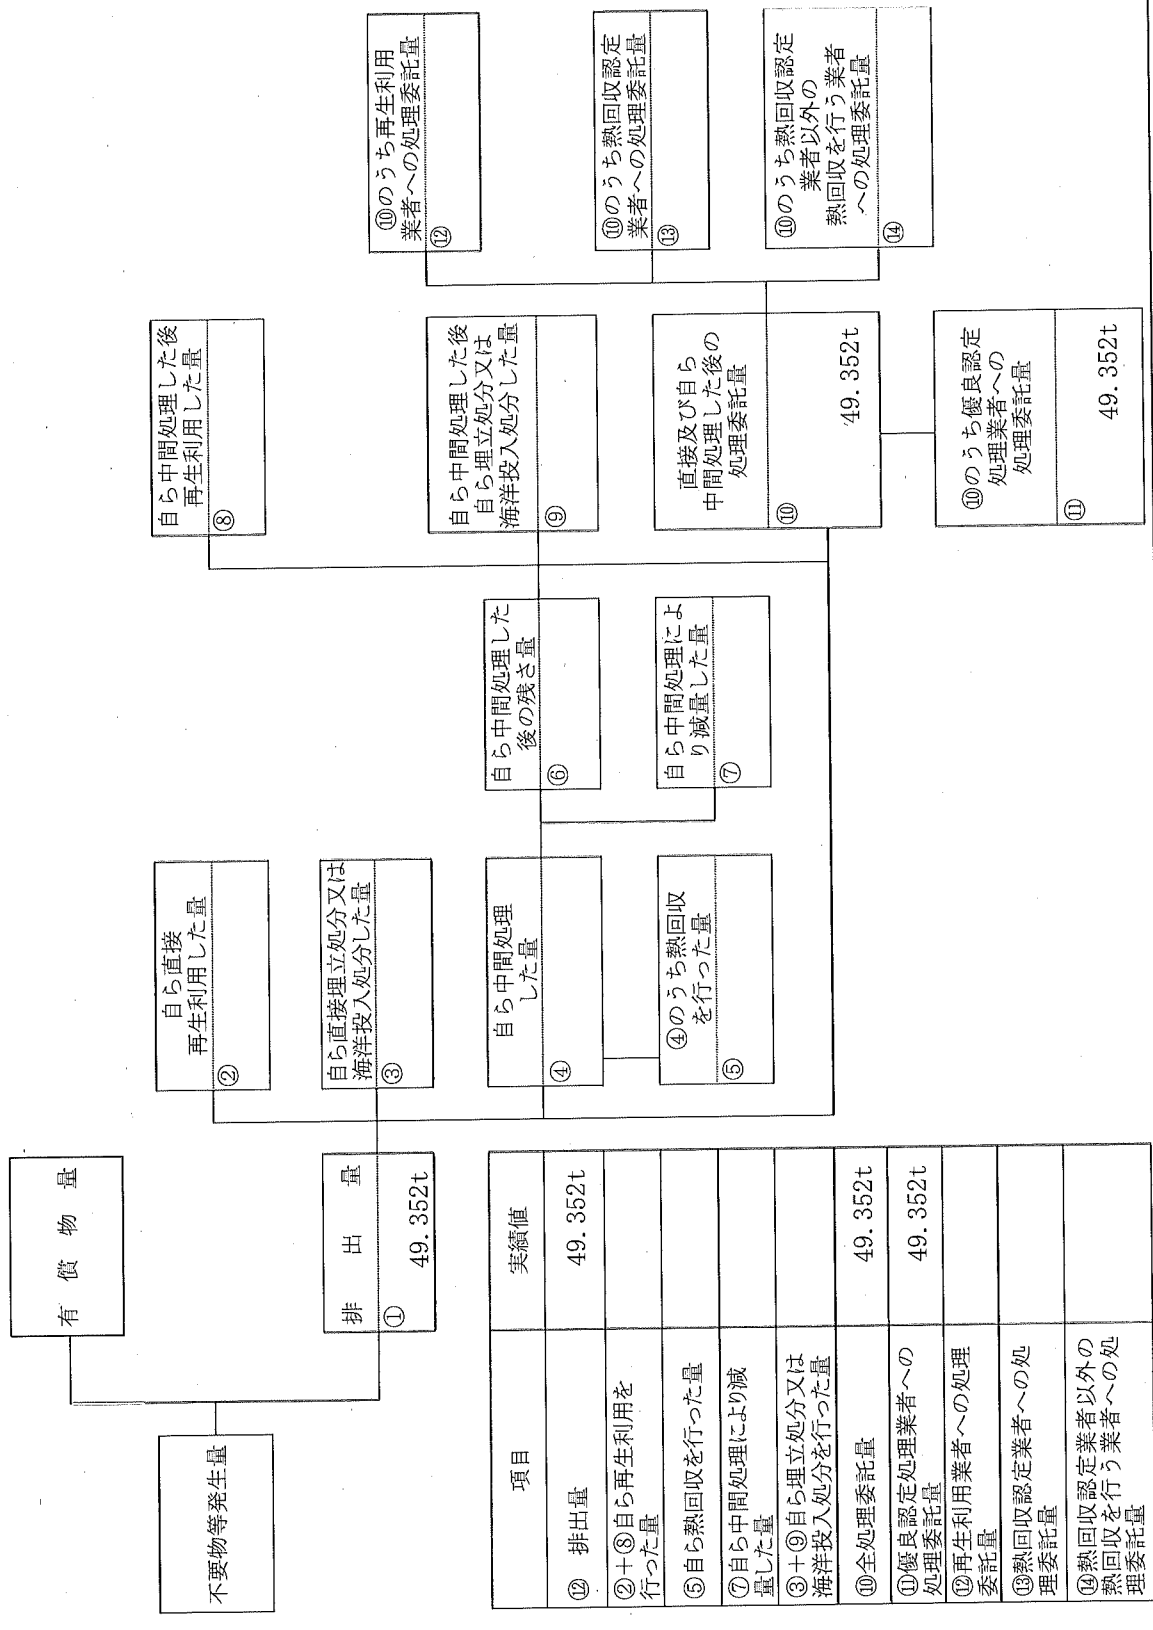 不要物等発生量
有償物量
排出量
①
49.352t
自ら直接
再生利用した量
②
自ら直接埋立処分又は
海洋投入処分した量
③
自ら中間処理
した量
④
④のうち熱回収
を行った量
⑤
自ら中間処理した
後の残さ量
⑥
自ら中間処理によ
り減量した量
⑦
自ら中間処理した後
再生利用した量
⑧
自ら中間処理した後
自ら埋立処分又は
海洋投入処分した量
⑨
直接及び自ら
中間処理した後の
処理委託量
⑩
49.352t
⑩のうち優良認定
処理業者への
処理委託量
⑪
49.352t
⑩のうち再生利用
業者への処理委託量
⑫
⑩のうち熱回収認定
業者への処理委託量
⑬
⑩のうち熱回収認定
業者以外の
熱回収を行う業者
への処理委託量
⑭
項目
実績値
⑫ 排出量
49.352t
②+⑧自ら再生利用を
行った量
⑤自ら熱回収を行った量
⑦自ら中間処理により減
量した量
③+⑨自ら埋立処分又は
海洋投入処分を行った量
⑩全処理委託量
49.352t
⑪優良認定処理業者への
処理委託量
49.352t
⑫再生利用業者への処理
委託量
⑬熱回収認定業者への処
理委託量
⑭熱回収認定業者以外の
熱回収を行う業者への処
理委託量